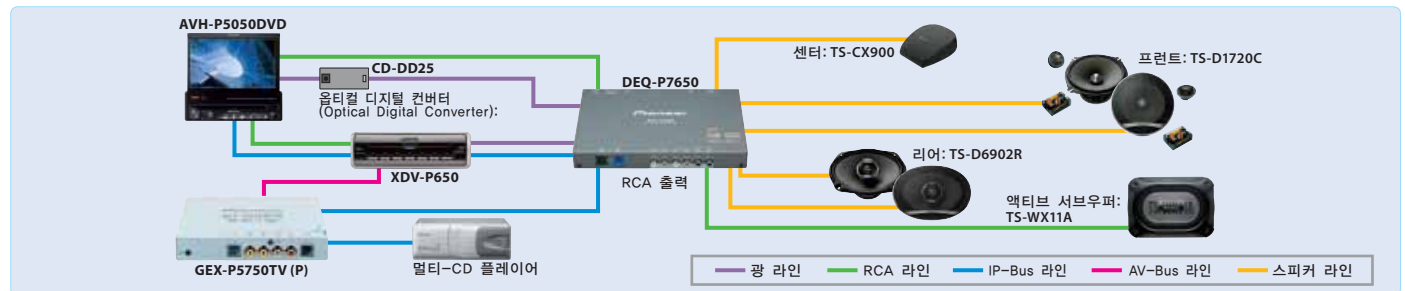 AVH-P5050DVD
CD-DD25
옵티컬 디지털 컨버터
(Optical Digital Converter):
XDV-P650
GEX-P5750TV (P)
멀티-CD 플레이어
DEQ-P7650
Pioneer
RCA 출력
센터: TS-CX900
프런트: TS-D1720C
리어: TS-D6902R
액티브 서브우퍼:
TS-WX11A
광 라인
RCA 라인
IP-Bus 라인
AV-Bus 라인
스피커 라인